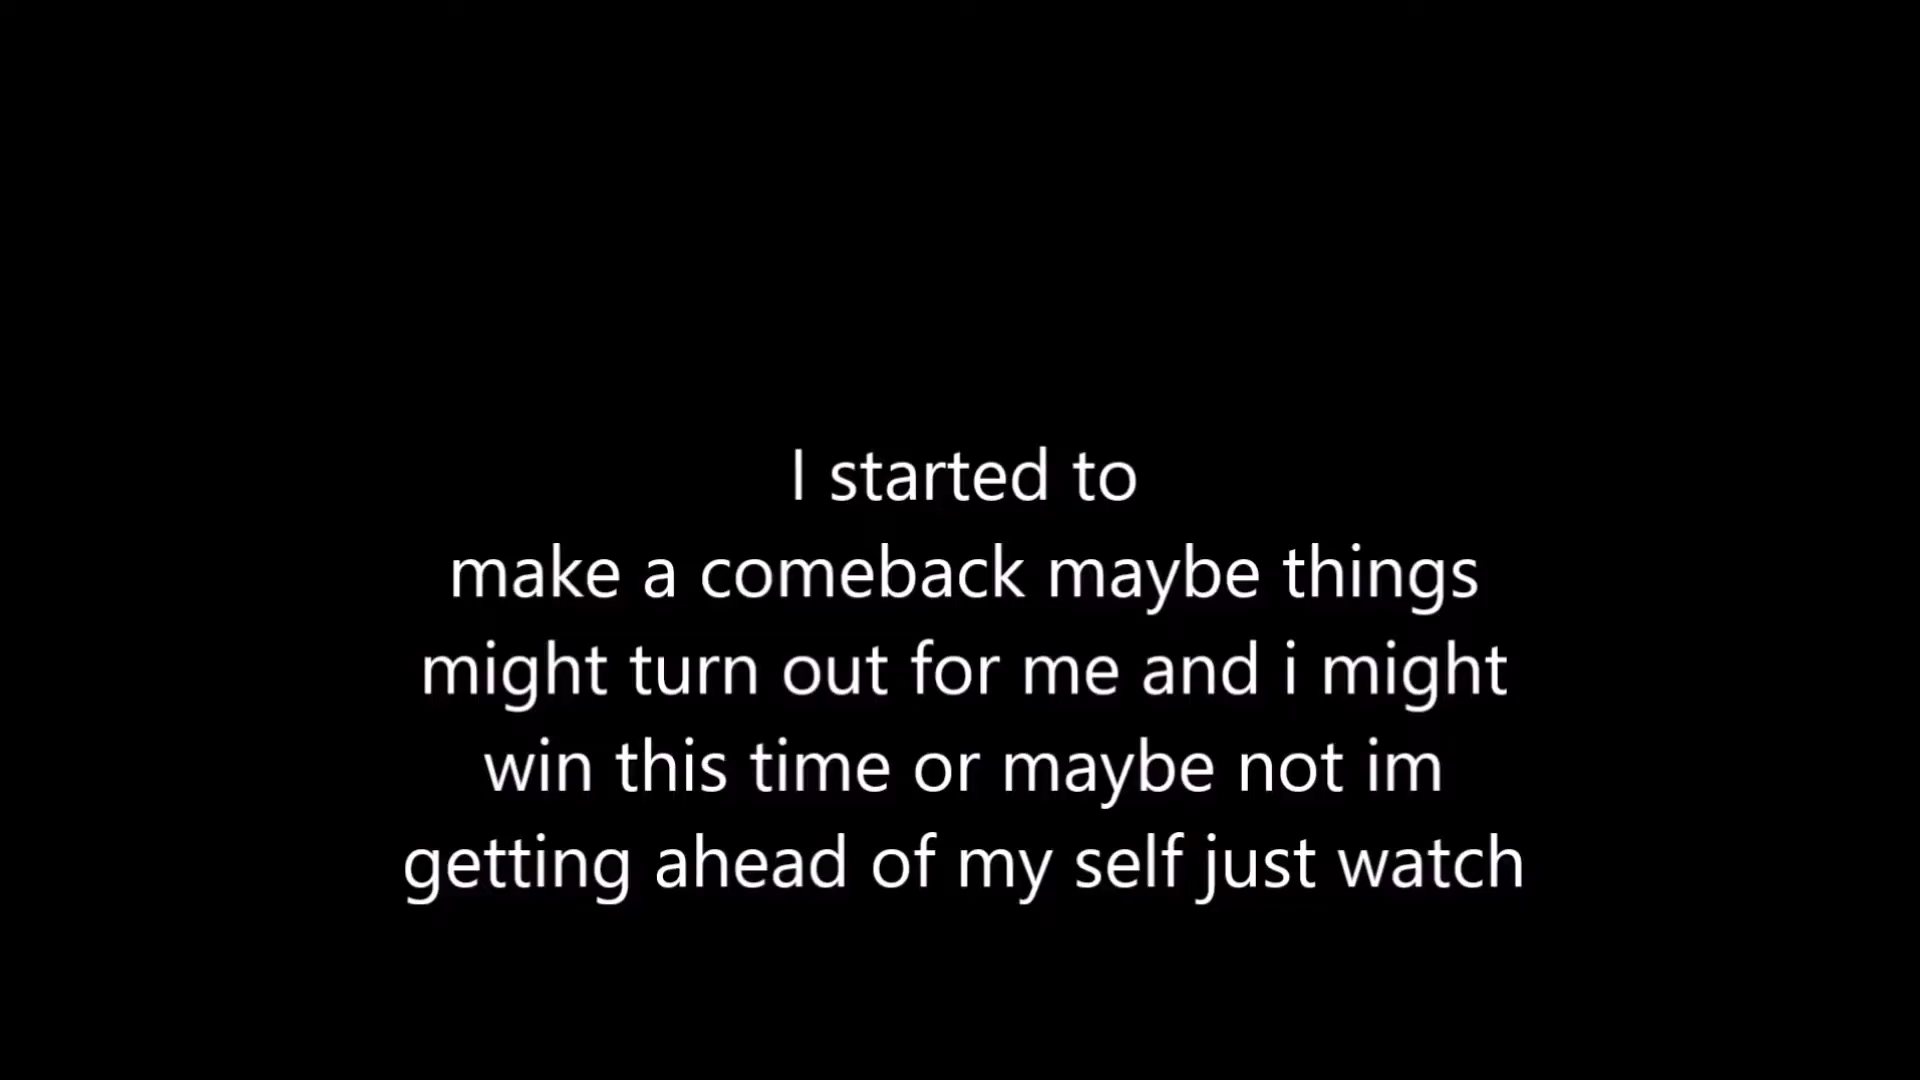 I started to
make a comeback maybe things
might turn out for me and i might
win this time or maybe not im
getting ahead of my self just watch